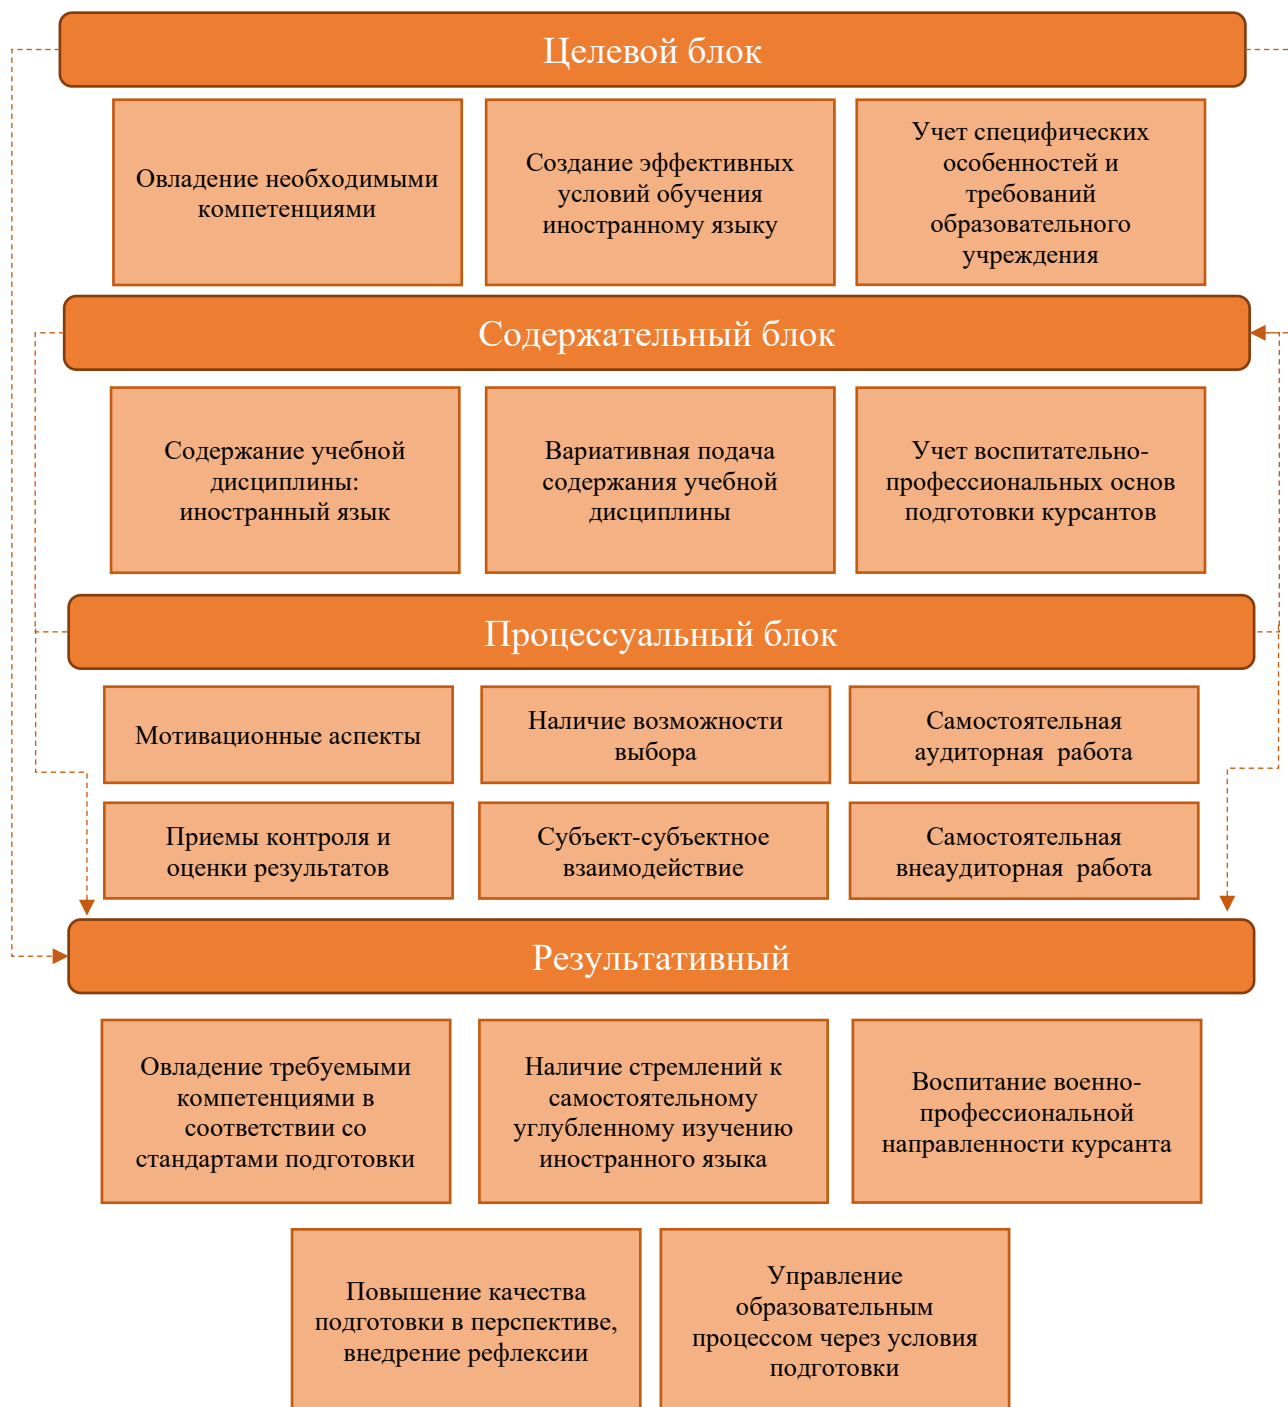 Целевой блок
Овладение необходимыми
компетенциями
Создание эффективных
условий обучения
иностранному языку
Учет специфических
особенностей и
требований
образовательного
учреждения
Содержательный блок
Содержание учебной
дисциплины:
иностранный язык
Вариативная подача
содержания учебной
дисциплины
Учет воспитательно-
профессиональных основ
подготовки курсантов
Процессуальный блок
Мотивационные аспекты
Наличие возможности
выбора
Самостоятельная
аудиторная  работа
Приемы контроля и
оценки результатов
Субъект-субъектное
взаимодействие
Самостоятельная
внеаудиторная  работа
Результативный
Овладение требуемыми
компетенциями в
соответствии со
стандартами подготовки
Наличие стремлений к
самостоятельному
углубленному изучению
иностранного языка
Воспитание военно-
профессиональной
направленности курсанта
Повышение качества
подготовки в перспективе,
внедрение рефлексии
Управление
образовательным
процессом через условия
подготовки